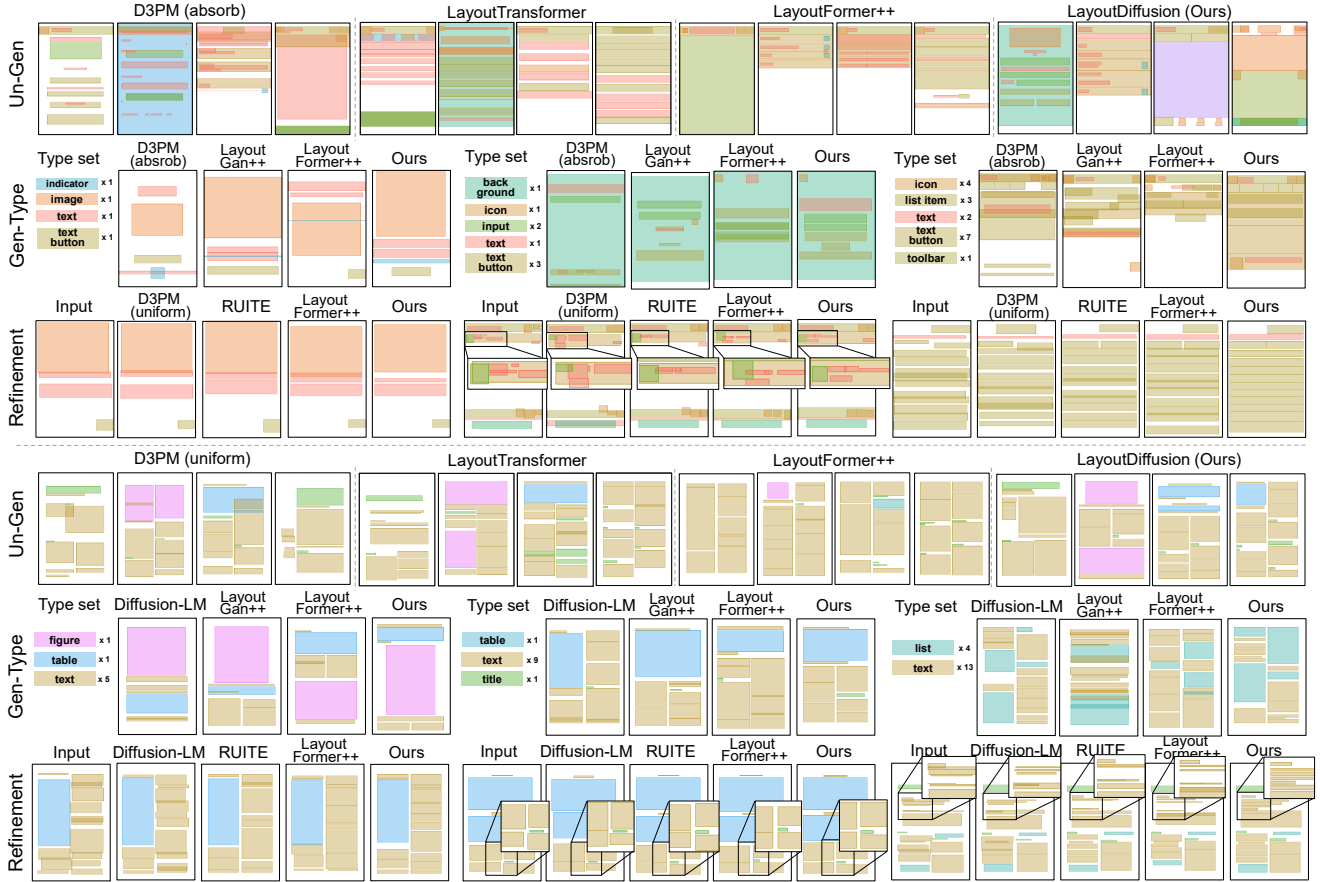 D3PM (absorb) LayoutTransformer LayoutFormer++ LayoutDiffusion (Ours)
Un-Gen
Gen-Type
Type set D3PM (absrob) Layout Gan++ Layout Former++ Ours
indicator x 1
image x 1
text x 1
text button x 1
Type set D3PM (absorb) Layout Gan++ Layout Former++ Ours
back ground x 1
icon x 1
input x 2
text x 1
text button x 3
Type set D3PM (absorb) Layout Gan++ Layout Former++ Ours
icon x 4
list item x 3
text x 2
text button x 7
toolbar x 1
Refinement
Input D3PM (uniform) RUITE Layout Former++ Ours
Input D3PM (uniform) RUITE Layout Former++ Ours
Input D3PM (uniform) RUITE Layout Former++ Ours
D3PM (uniform) LayoutTransformer LayoutFormer++ LayoutDiffusion (Ours)
Un-Gen
Gen-Type
Type set Diffusion-LM Layout Gan++ Layout Former++ Ours
figure x 1
table x 1
text x 5
Type set Diffusion-LM Layout Gan++ Layout Former++ Ours
table x 1
text x 9
title x 1
Type set Diffusion-LM Layout Gan++ Layout Former++ Ours
list x 4
text x 13
Refinement
Input Diffusion-LM RUITE Layout Former++ Ours
Input Diffusion-LM RUITE Layout Former++ Ours
Input Diffusion-LM RUITE Layout Former++ Ours